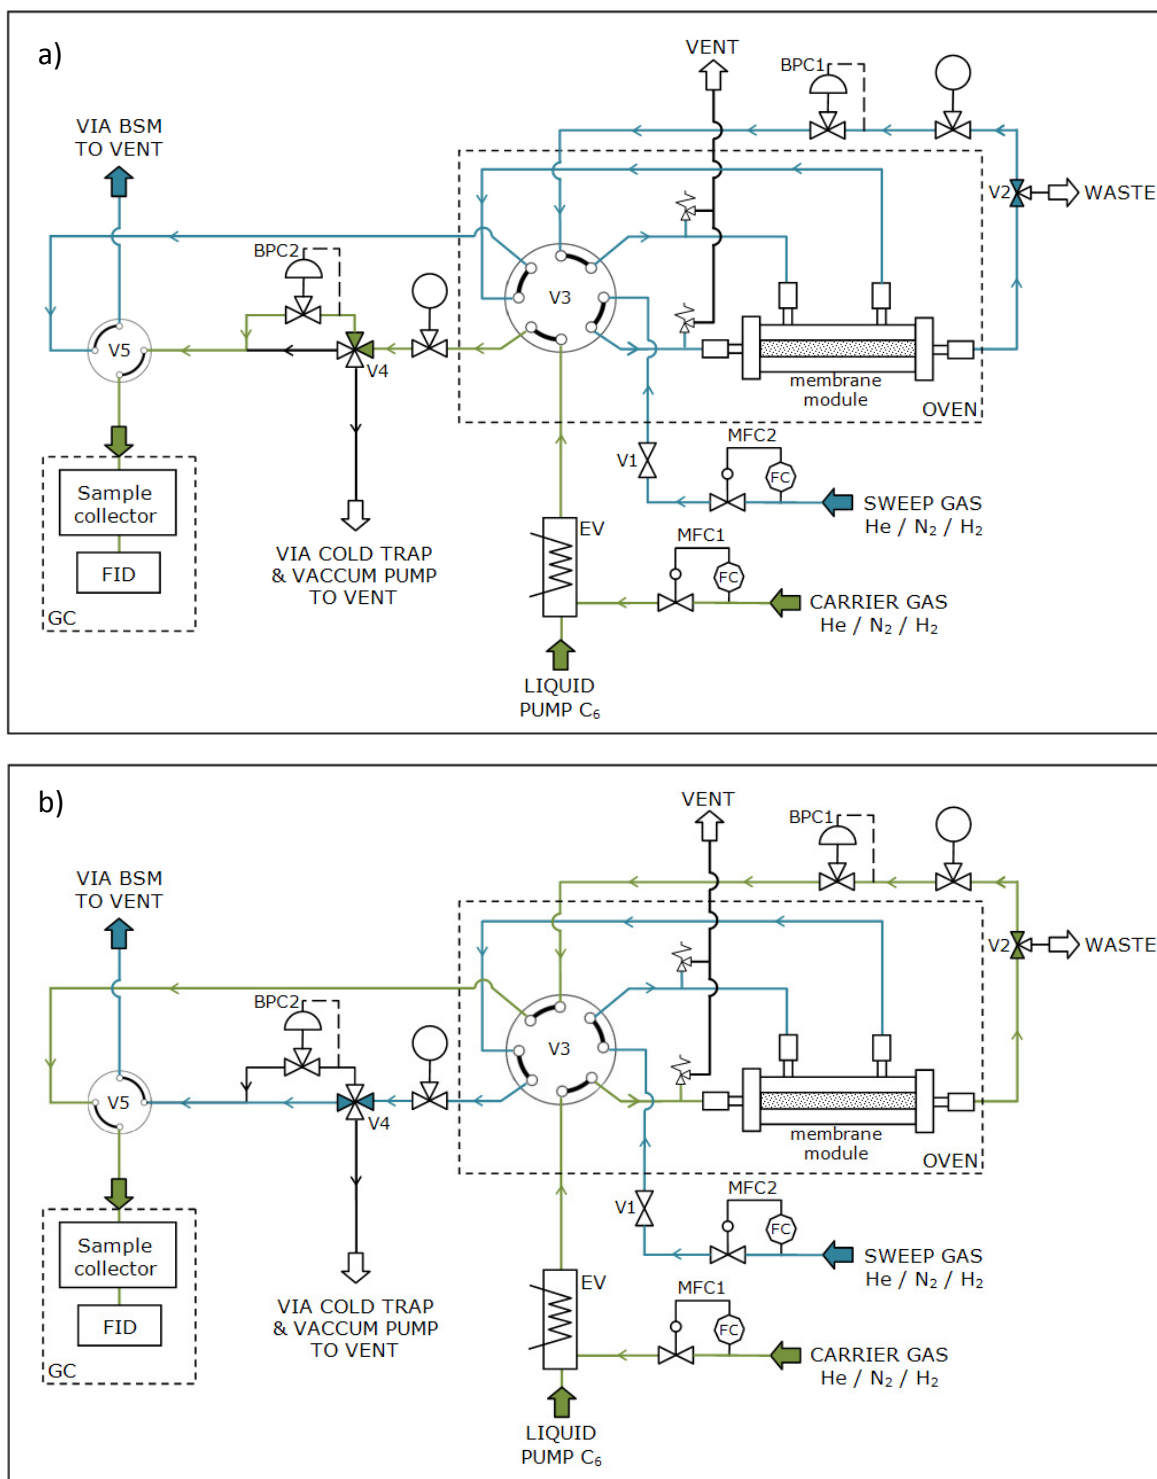 a)
VENT
BPC1
VIA BSM
TO VENT
V2
WASTE
BPC2
V3
V5
V4
membrane
module
OVEN
MFC2
V1
FC
SWEEP GAS
He / N₂ / H₂
Sample
collector
EV
MFC1
VIA COLD TRAP
& VACCUM PUMP
TO VENT
FC
FID
CARRIER GAS
He / N₂ / H₂
GC
LIQUID
PUMP C₆
b)
VENT
BPC1
VIA BSM
TO VENT
V2
WASTE
BPC2
V3
V5
V4
membrane
module
OVEN
MFC2
V1
FC
SWEEP GAS
He / N₂ / H₂
Sample
collector
EV
MFC1
VIA COLD TRAP
& VACCUM PUMP
TO VENT
FC
FID
CARRIER GAS
He / N₂ / H₂
GC
LIQUID
PUMP C₆